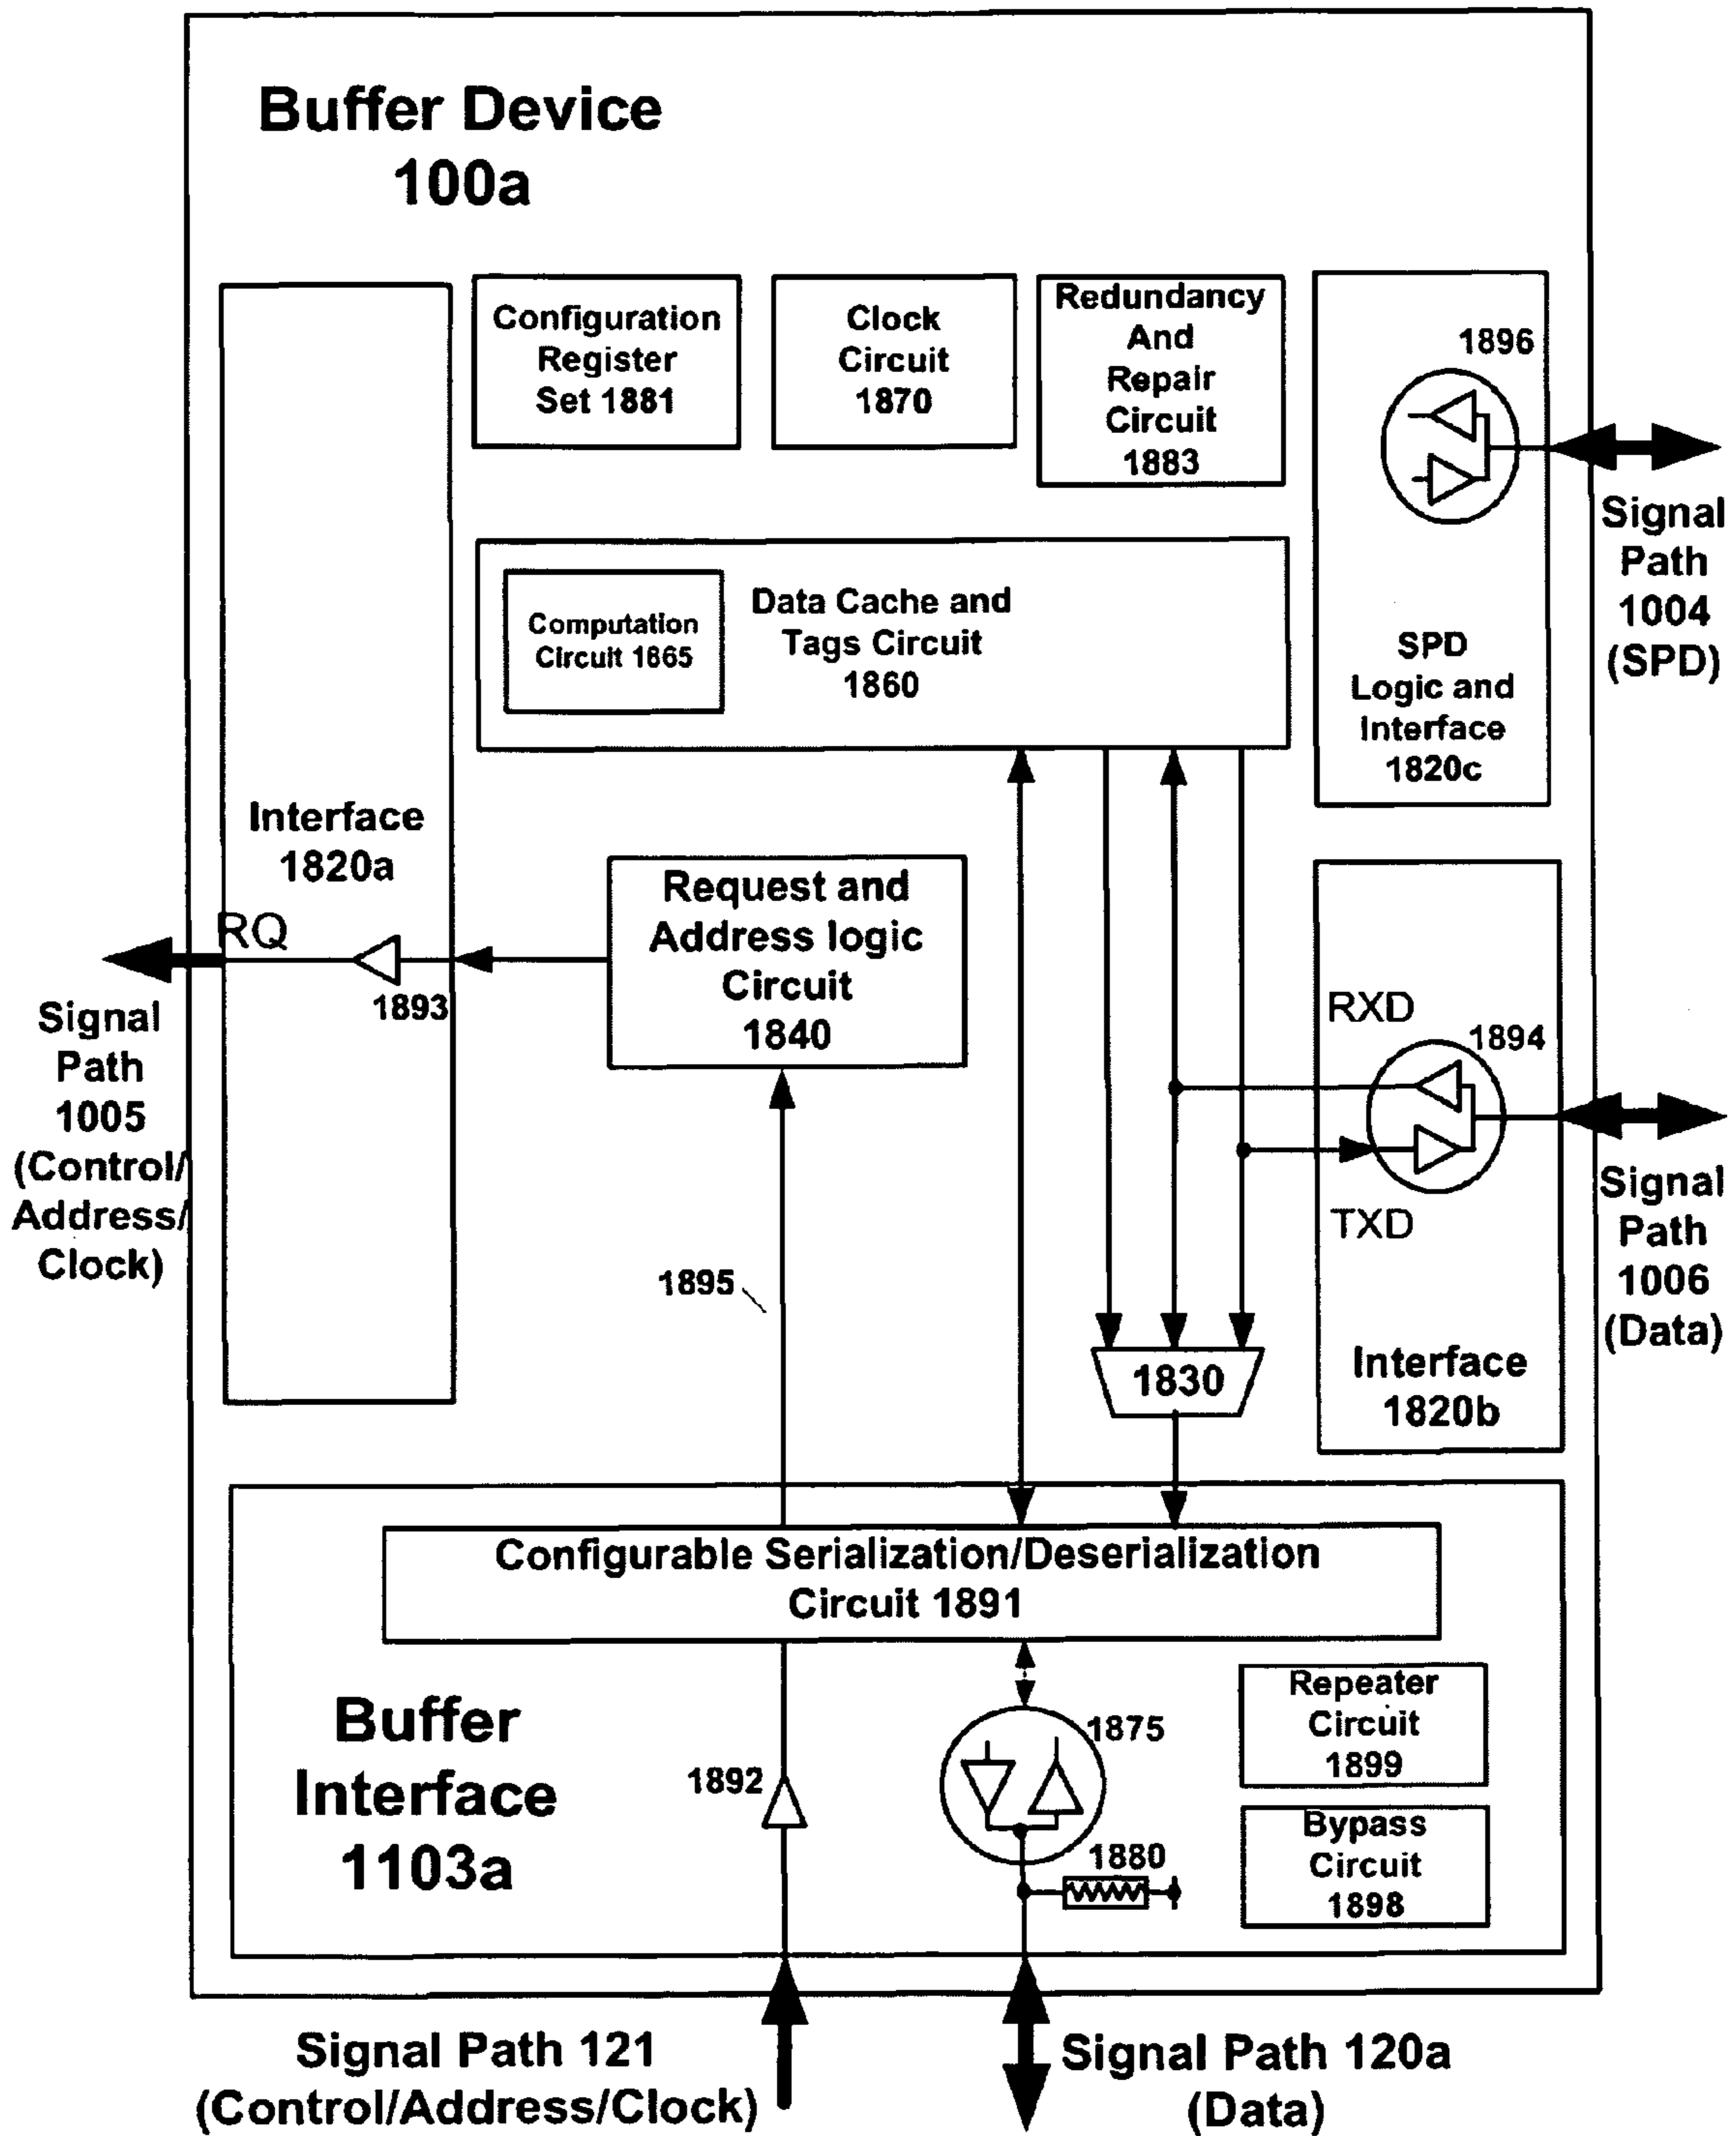 Buffer Device
100a
Configuration
Register
Set 1881
Clock
Circuit
1870
Redundancy
And
Repair
Circuit
1883
1896
SPD
Logic and
Interface
1820c
Signal
Path
1004
(SPD)
Computation
Circuit 1865
Data Cache and
Tags Circuit
1860
Interface
1820a
RQ
1893
Signal
Path
1005
(Control/
Address/
Clock)
Request and
Address logic
Circuit
1840
RXD
1894
TXD
Interface
1820b
Signal
Path
1006
(Data)
1895
1830
Configurable Serialization/Deserialization
Circuit 1891
Buffer
Interface
1103a
1892
1875
1880
Repeater
Circuit
1899
Bypass
Circuit
1898
Signal Path 121
(Control/Address/Clock)
Signal Path 120a
(Data)